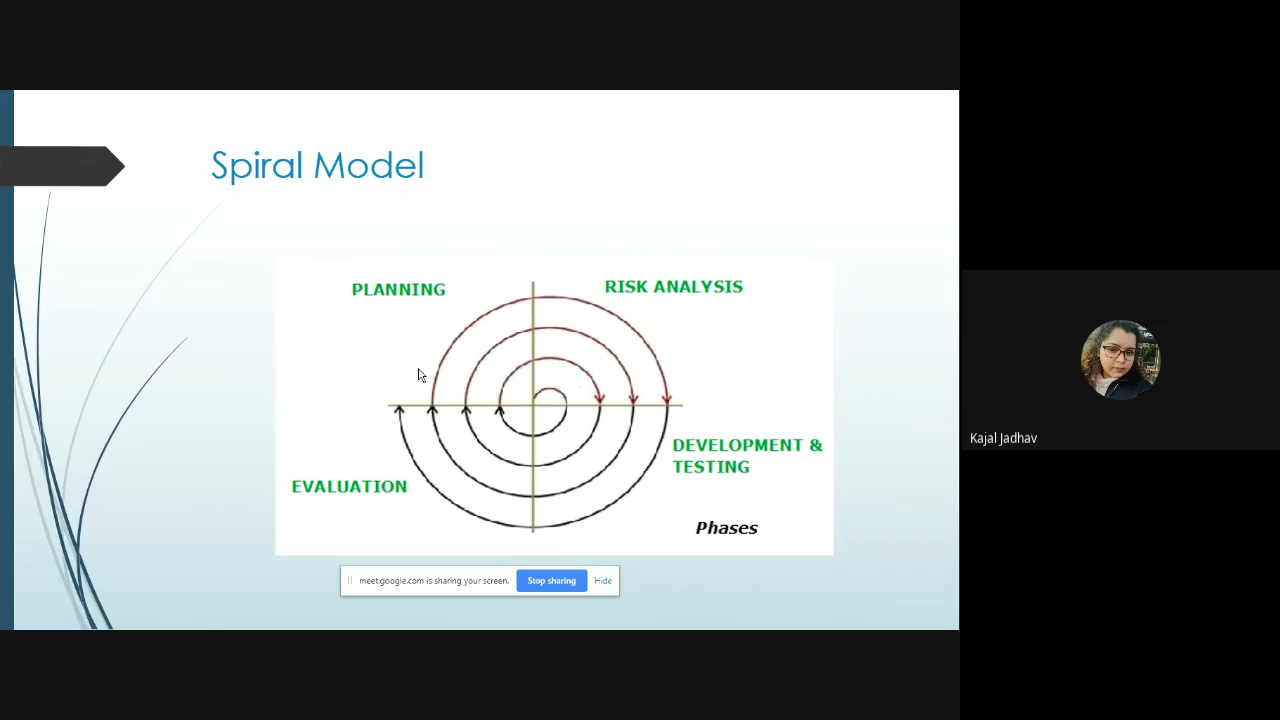 Spiral Model
PLANNING
RISK ANALYSIS
DEVELOPMENT &
TESTING
EVALUATION
Phases
meet.google.com is sharing your screen.
Stop sharing
Hide
Kajal Jadhav